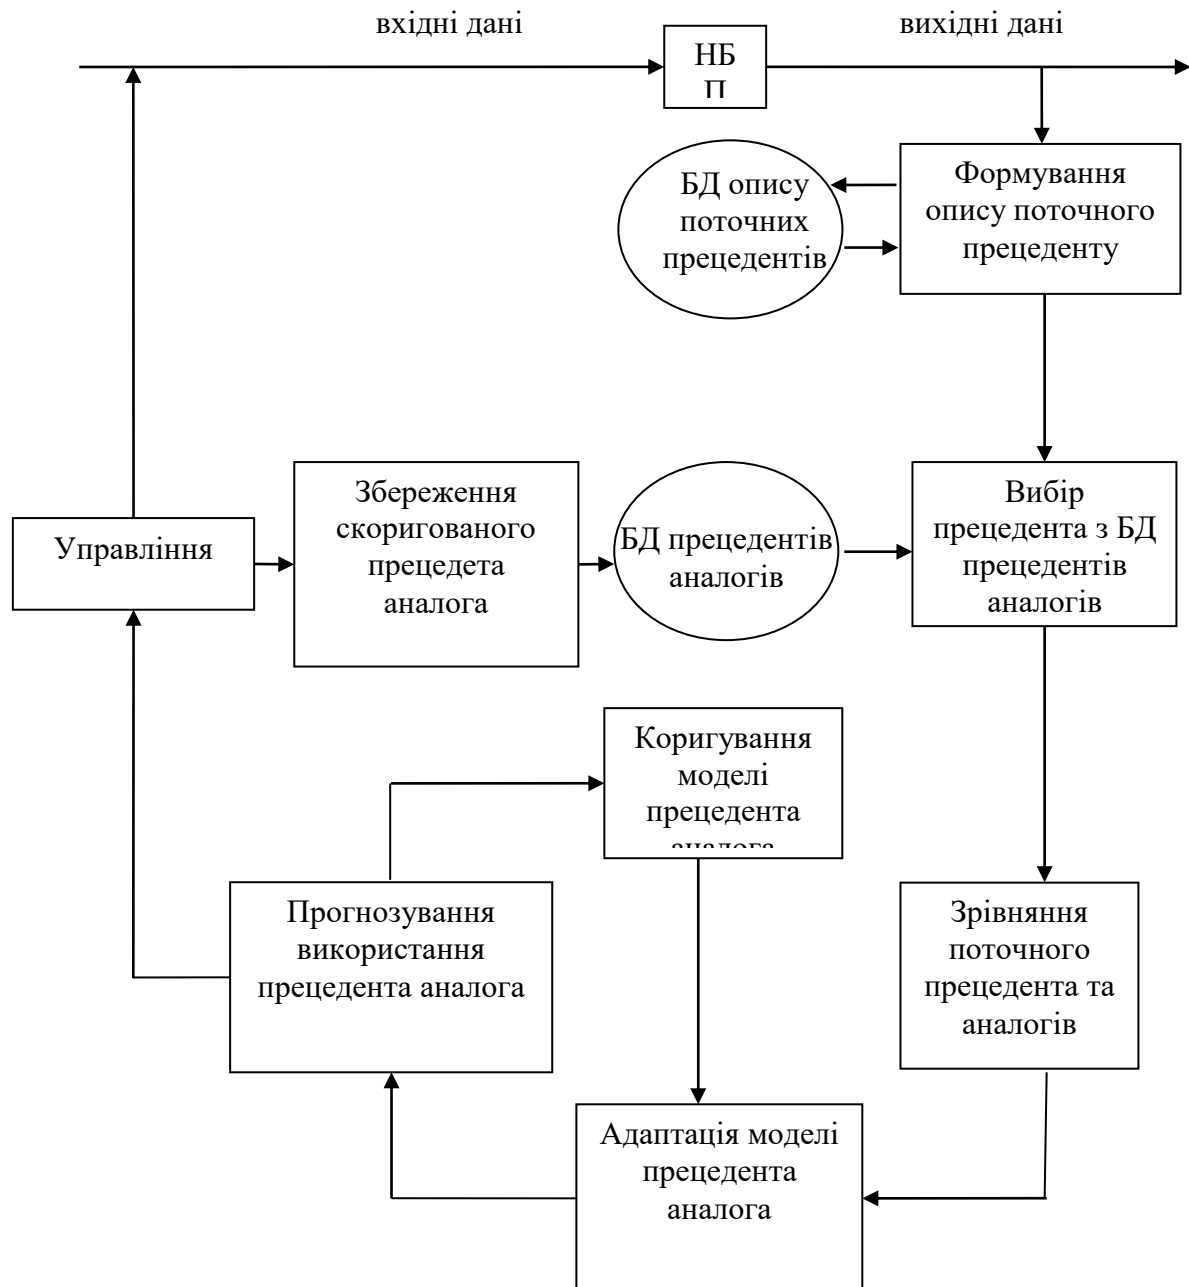 вхідні дані
вихідні дані
НБ
П
БД опису
поточних
прецедентів
Формування
опису поточного
прецеденту
Збереження
скоригованого
прецедета
аналога
Управління
БД прецедентів
аналогів
Вибір
прецедента з БД
прецедентів
аналогів
Коригування
моделі
прецедента
аналога
Прогнозування
використання
прецедента аналога
Зрівняння
поточного
прецедента та
аналогів
Адаптація моделі
прецедента
аналога